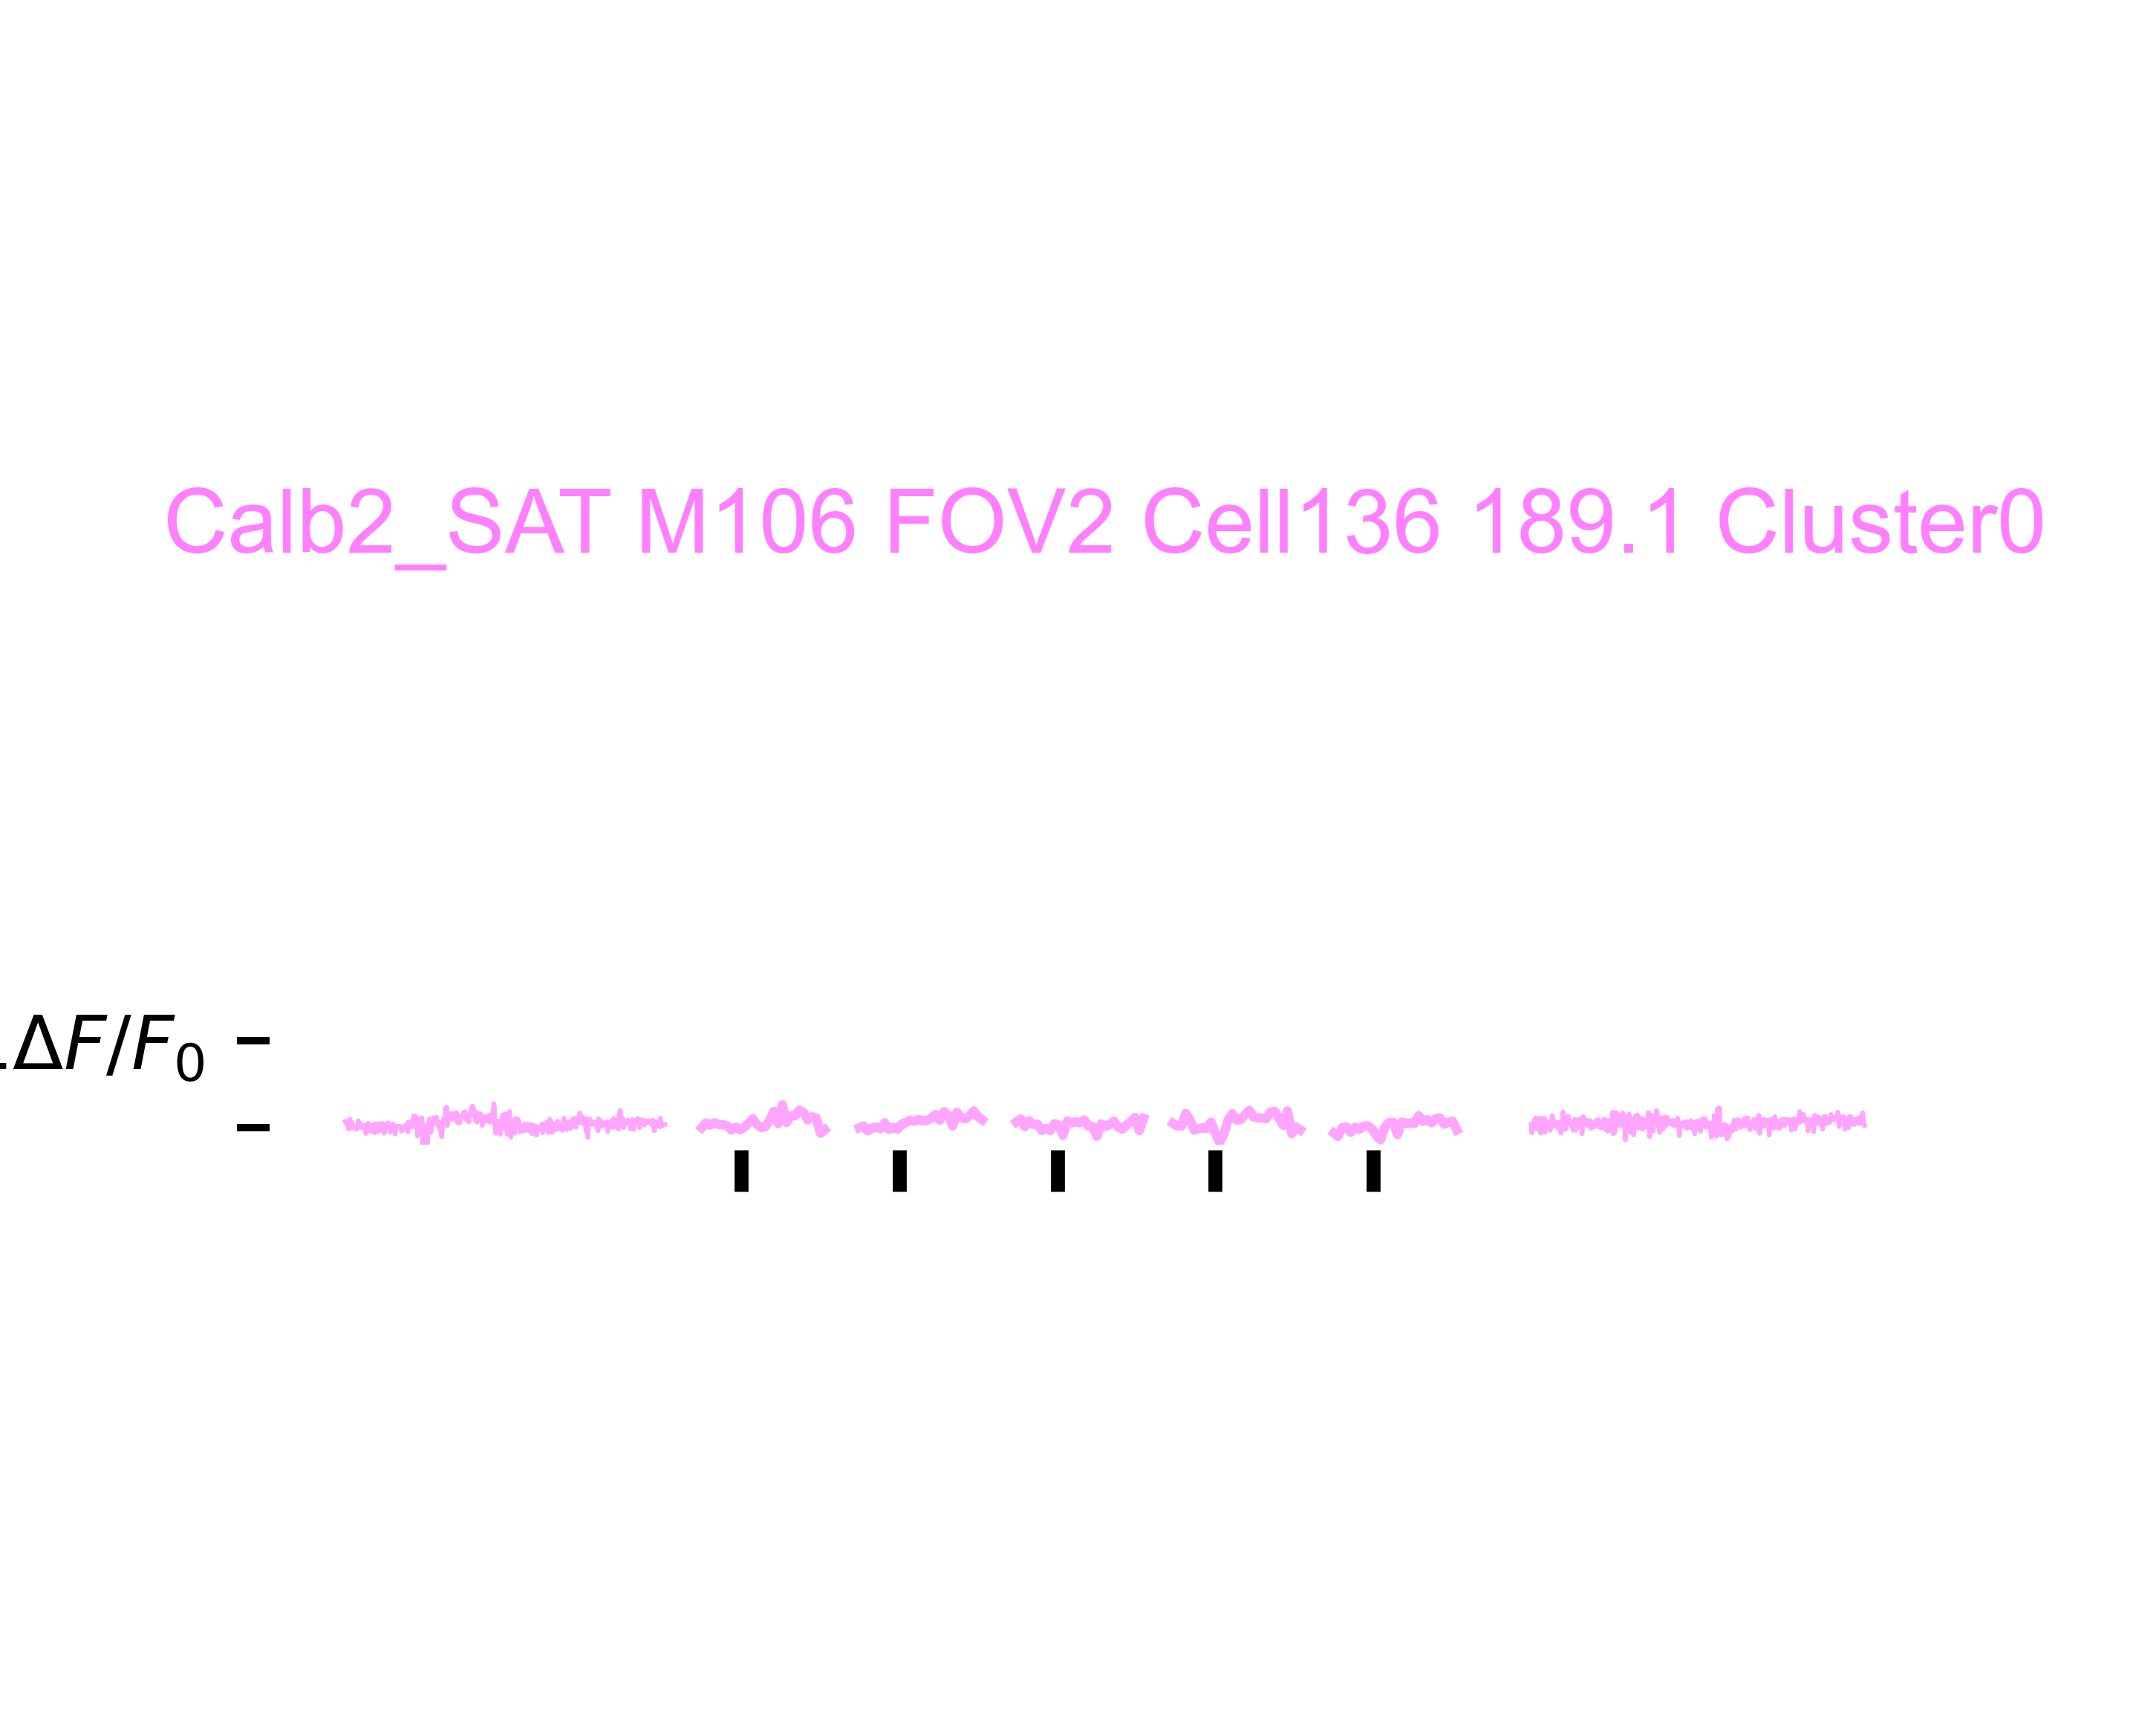 Calb2_SAT M106 FOV2 Cell136 189.1 Cluster0
.ΔF/F₀